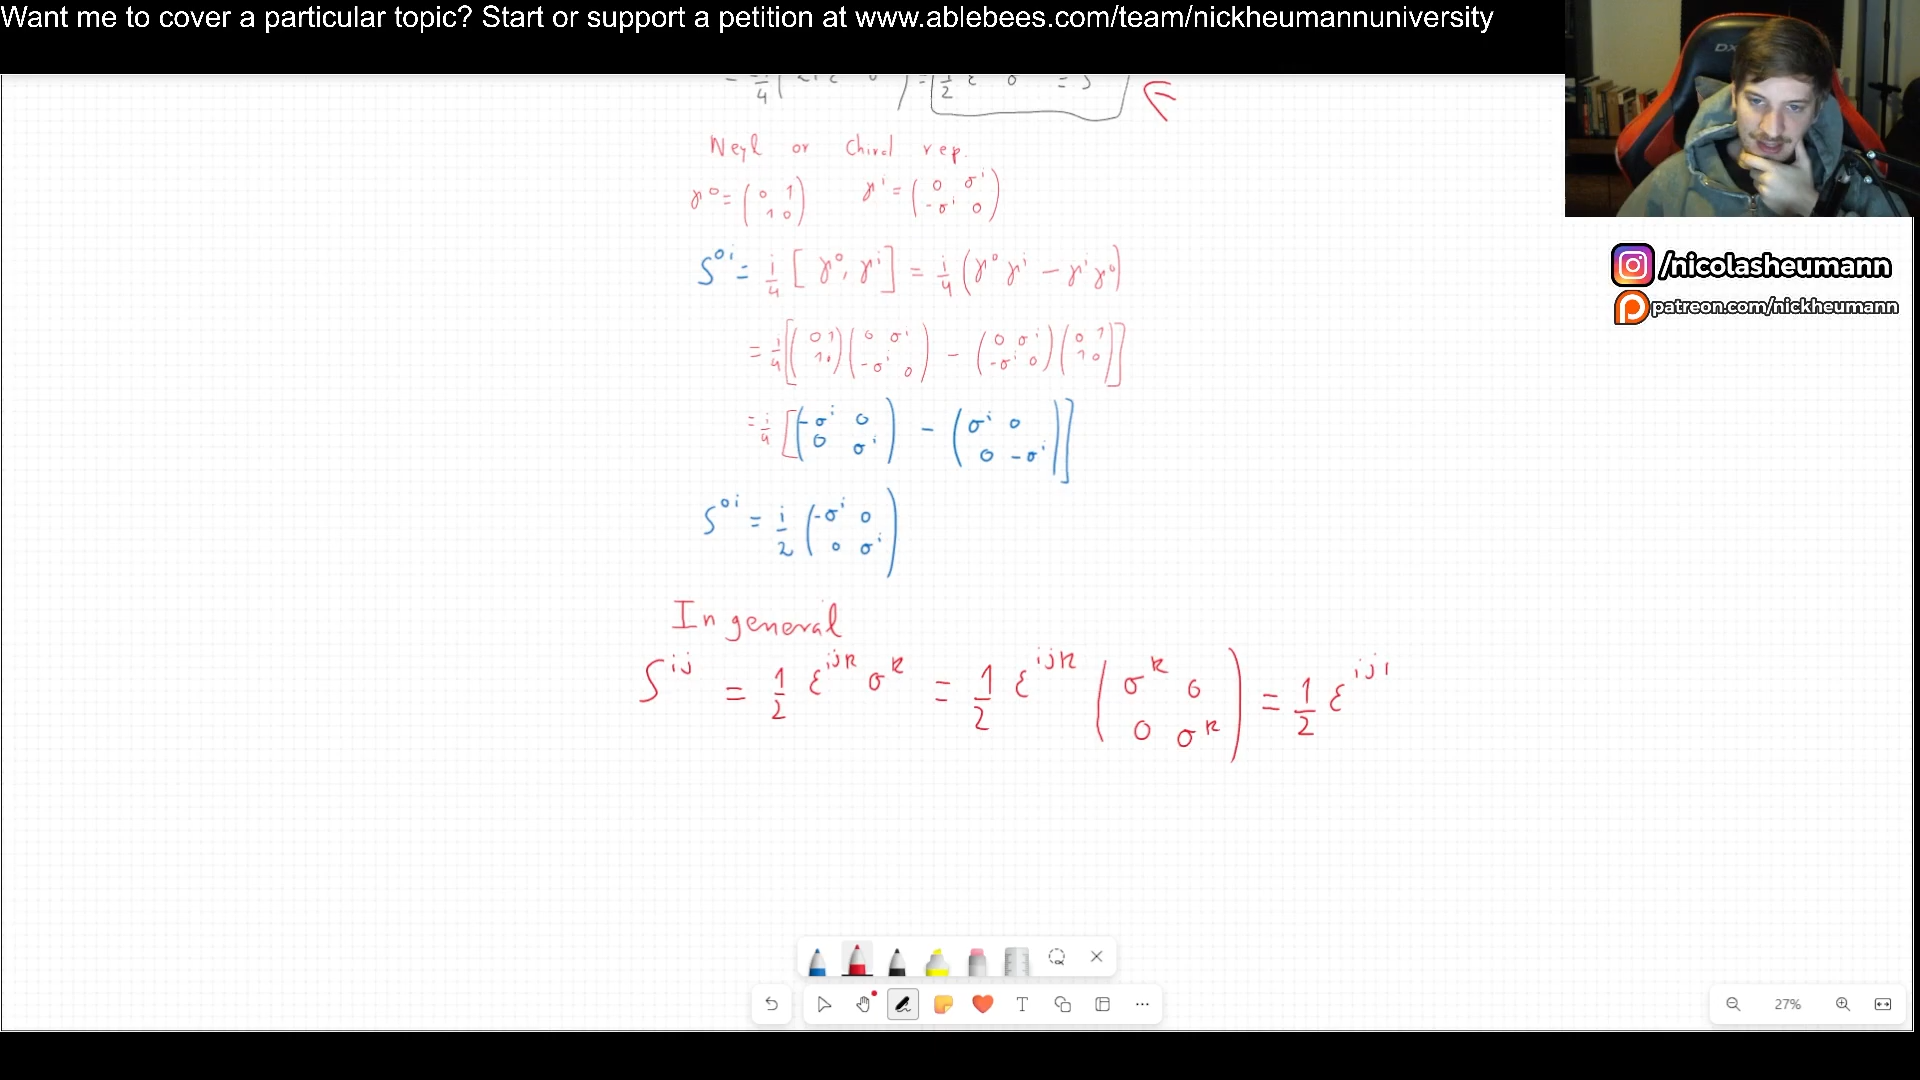 Want me to cover a particular topic? Start or support a petition at www.ablebees.com/team/nickheumannuniversity
/nicolasheumann
patreon.com/nickheumann
Weyl or Chiral rep.
γ⁰ = (0 1; 1 0) γⁱ = (0 σⁱ; -σⁱ 0)
S⁰ⁱ = i/4 [γ⁰, γⁱ] = i/4 (γ⁰γⁱ - γⁱγ⁰)
= i/4 [(0 1; 1 0)(0 σⁱ; -σⁱ 0) - (0 σⁱ; -σⁱ 0)(0 1; 1 0)]
= i/4 [(-σⁱ 0; 0 σⁱ) - (σⁱ 0; 0 -σⁱ)]
S⁰ⁱ = i/2 (-σⁱ 0; 0 σⁱ)
In general
Sⁱʲ = 1/2 εⁱʲᵏ σᵏ = 1/2 εⁱʲᵏ (σᵏ 0; 0 σᵏ) = 1/2 εⁱʲ
27%